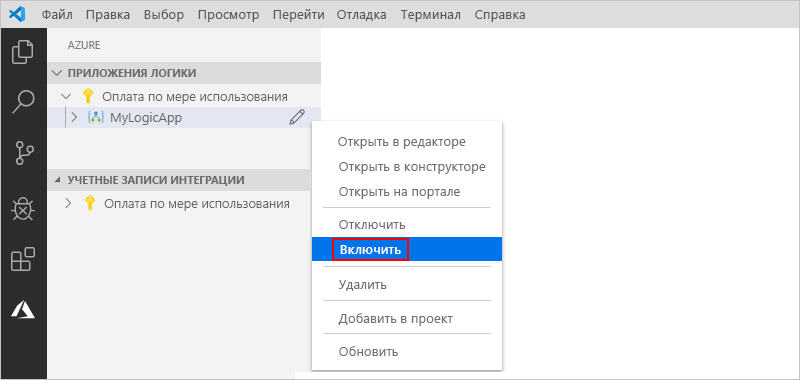 Файл Правка Выбор Просмотр Перейти Отладка Терминал Справка
AZURE
ПРИЛОЖЕНИЯ ЛОГИКИ
Оплата по мере использования
MyLogicApp
УЧЕТНЫЕ ЗАПИСИ ИНТЕГРАЦИИ
Оплата по мере использования
Открыть в редакторе
Открыть в конструкторе
Открыть на портале
Отключить
Включить
Удалить
Добавить в проект
Обновить